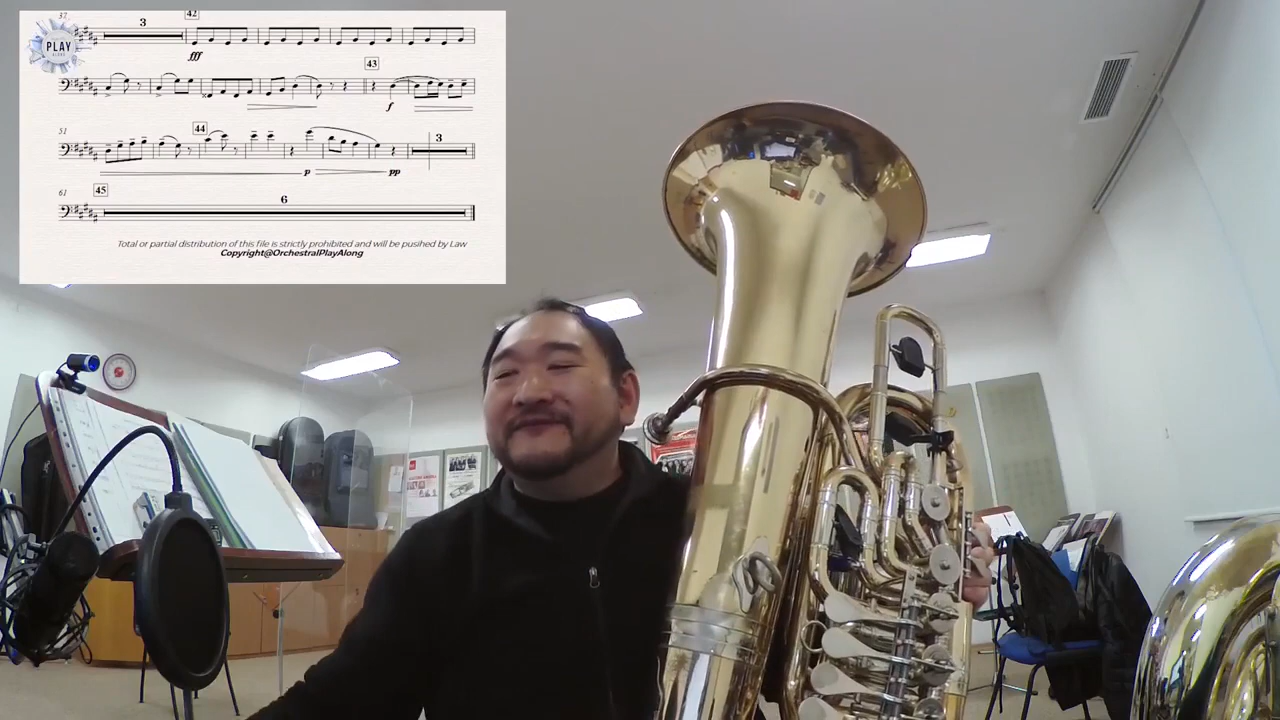 37
3
42
PLAY
ALONG
fff
43
f
51
44
3
p
pp
61
45
6
Total or partial distribution of this file is strictly prohibited and will be pusihed by Law
Copyright@OrchestralPlayAlong